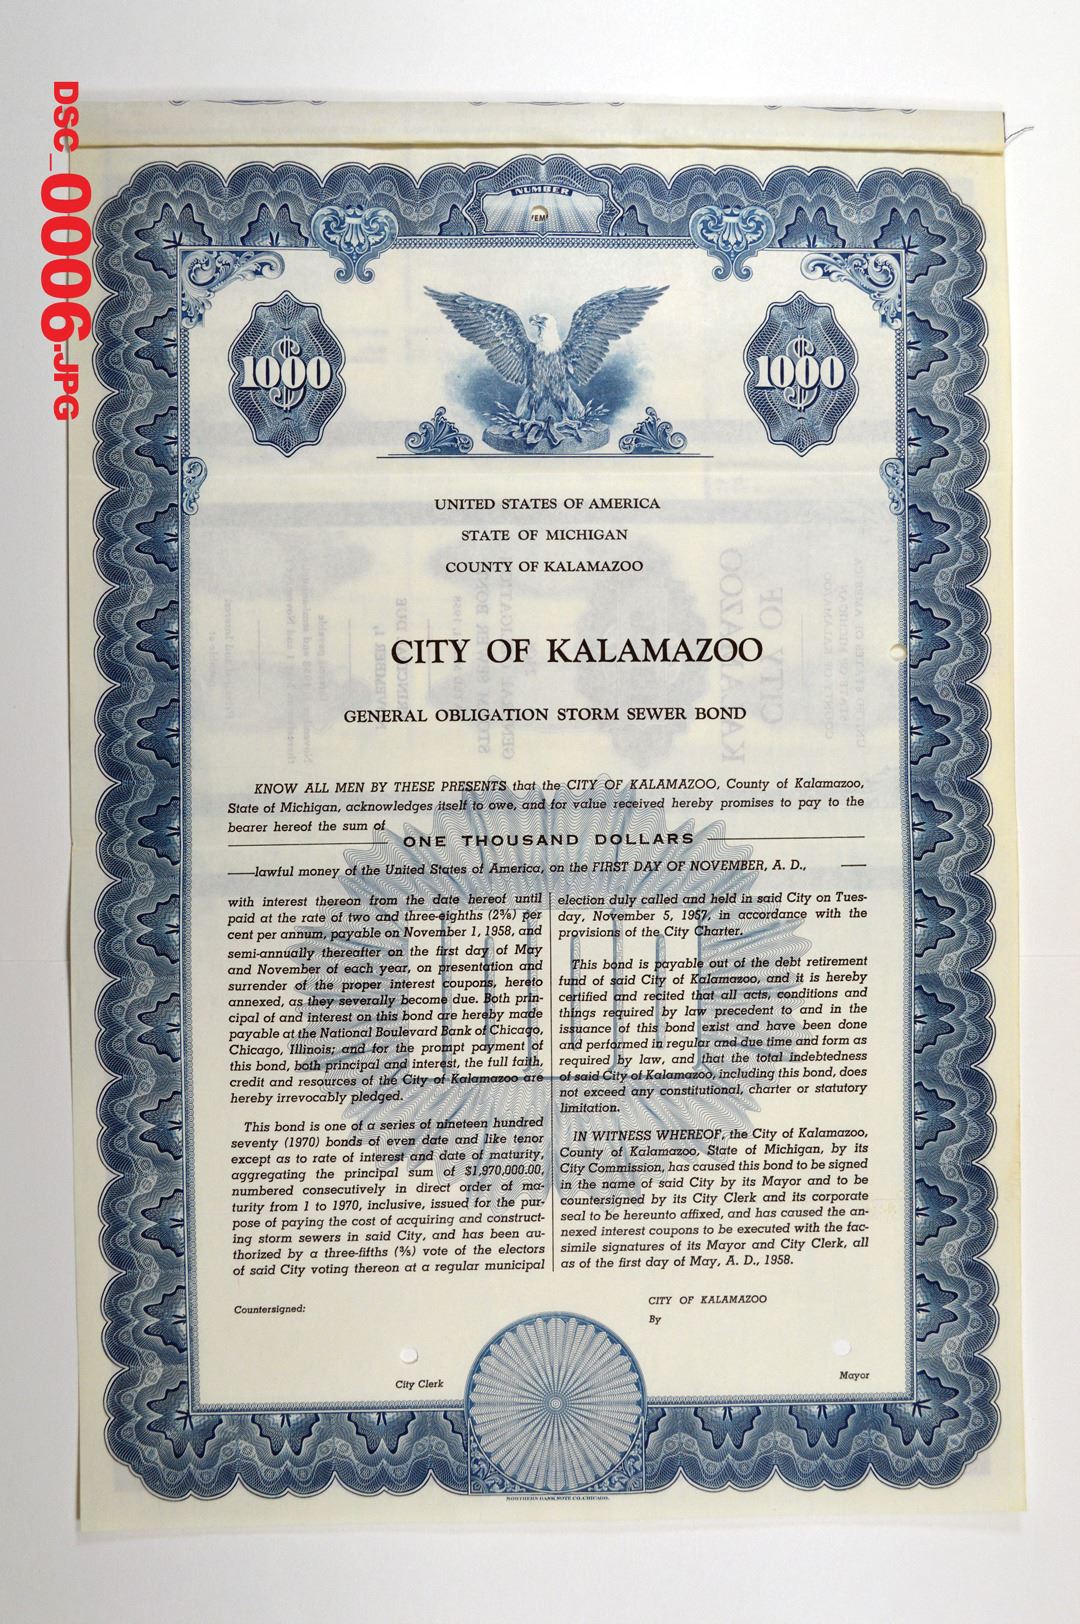 DSC_0006.JPG
NUMBER
1000
1000
UNITED STATES OF AMERICA
STATE OF MICHIGAN
COUNTY OF KALAMAZOO
CITY OF KALAMAZOO
GENERAL OBLIGATION STORM SEWER BOND
KNOW ALL MEN BY THESE PRESENTS that the CITY OF KALAMAZOO, County of Kalamazoo,
State of Michigan, acknowledges itself to owe, and for value received hereby promises to pay to the
bearer hereof the sum of
ONE THOUSAND DOLLARS
lawful money of the United States of America, on the FIRST DAY OF NOVEMBER, A. D.,
with interest thereon from the date hereof until
paid at the rate of two and three-eighths (2⅜) per
cent per annum, payable on November 1, 1958, and
semi-annually thereafter on the first day of May
and November of each year, on presentation and
surrender of the proper interest coupons, hereto
annexed, as they severally become due. Both prin-
cipal of and interest on this bond are hereby made
payable at the National Boulevard Bank of Chicago,
Chicago, Illinois; and for the prompt payment of
this bond, both principal and interest, the full faith,
credit and resources of the City of Kalamazoo are
hereby irrevocably pledged.
This bond is one of a series of nineteen hundred
seventy (1970) bonds of even date and like tenor
except as to rate of interest and date of maturity,
aggregating the principal sum of $1,970,000.00,
numbered consecutively in direct order of ma-
turity from 1 to 1970, inclusive, issued for the pur-
pose of paying the cost of acquiring and construct-
ing storm sewers in said City, and has been au-
thorized by a three-fifths (⅗) vote of the electors
of said City voting thereon at a regular municipal
election duly called and held in said City on Tues-
day, November 5, 1957, in accordance with the
provisions of the City Charter.
This bond is payable out of the debt retirement
fund of said City of Kalamazoo, and it is hereby
certified and recited that all acts, conditions and
things required by law precedent to and in the
issuance of this bond exist and have been done
and performed in regular and due time and form as
required by law, and that the total indebtedness
of said City of Kalamazoo, including this bond, does
not exceed any constitutional, charter or statutory
limitation.
IN WITNESS WHEREOF, the City of Kalamazoo,
County of Kalamazoo, State of Michigan, by its
City Commission, has caused this bond to be signed
in the name of said City by its Mayor and to be
countersigned by its City Clerk and its corporate
seal to be hereunto affixed, and has caused the an-
nexed interest coupons to be executed with the fac-
simile signatures of its Mayor and City Clerk, all
as of the first day of May, A. D., 1958.
Countersigned:
CITY OF KALAMAZOO
By
City Clerk
Mayor
NORTHERN BANK NOTE CO. CHICAGO.